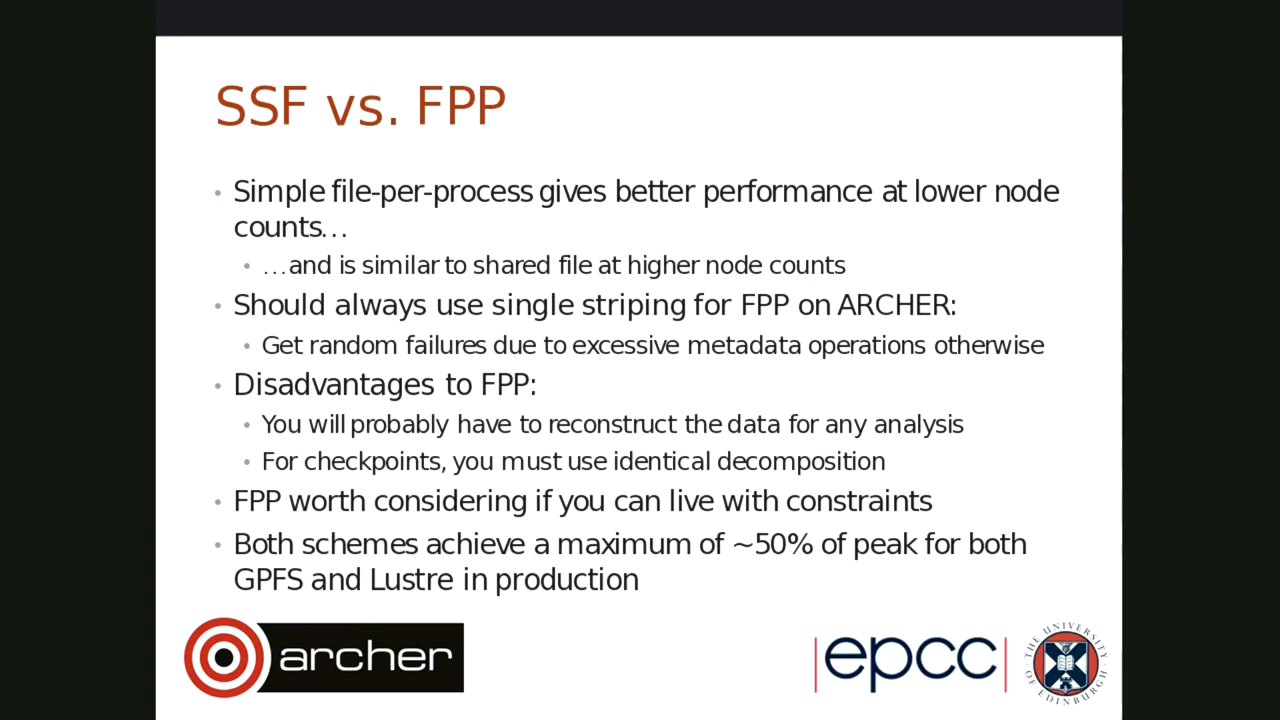 SSF vs. FPP
• Simple file-per-process gives better performance at lower node
counts…
• …and is similar to shared file at higher node counts
• Should always use single striping for FPP on ARCHER:
• Get random failures due to excessive metadata operations otherwise
• Disadvantages to FPP:
• You will probably have to reconstruct the data for any analysis
• For checkpoints, you must use identical decomposition
• FPP worth considering if you can live with constraints
• Both schemes achieve a maximum of ~50% of peak for both
GPFS and Lustre in production
archer
epcc
THE UNIVERSITY
OF EDINBURGH